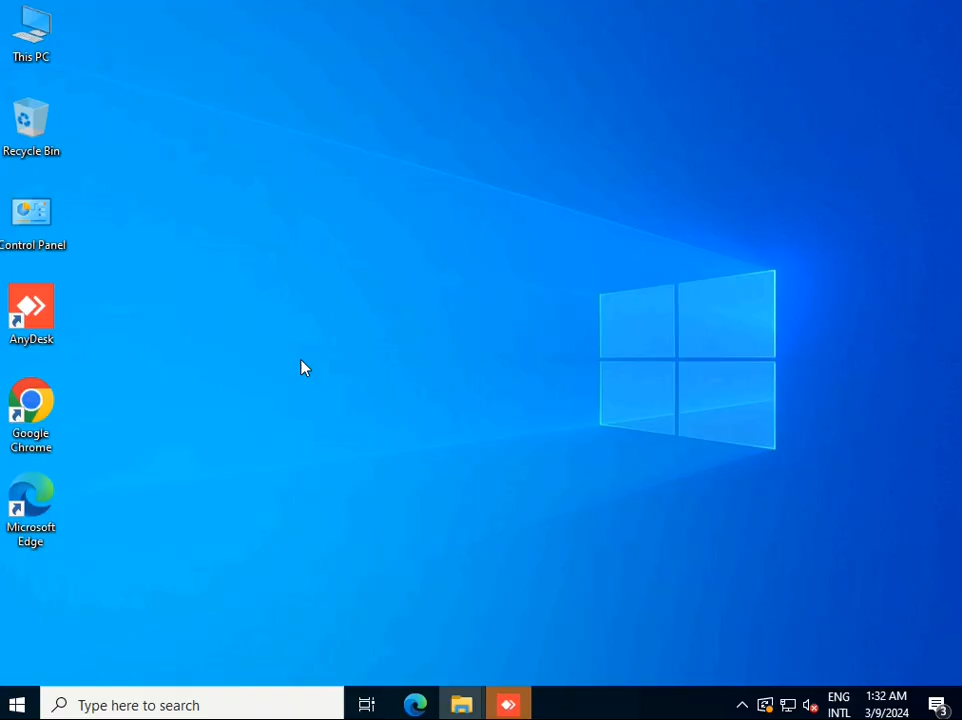 This PC
Recycle Bin
Control Panel
AnyDesk
Google
Chrome
Microsoft
Edge
Type here to search
ENG
INTL
1:32 AM
3/9/2024
3